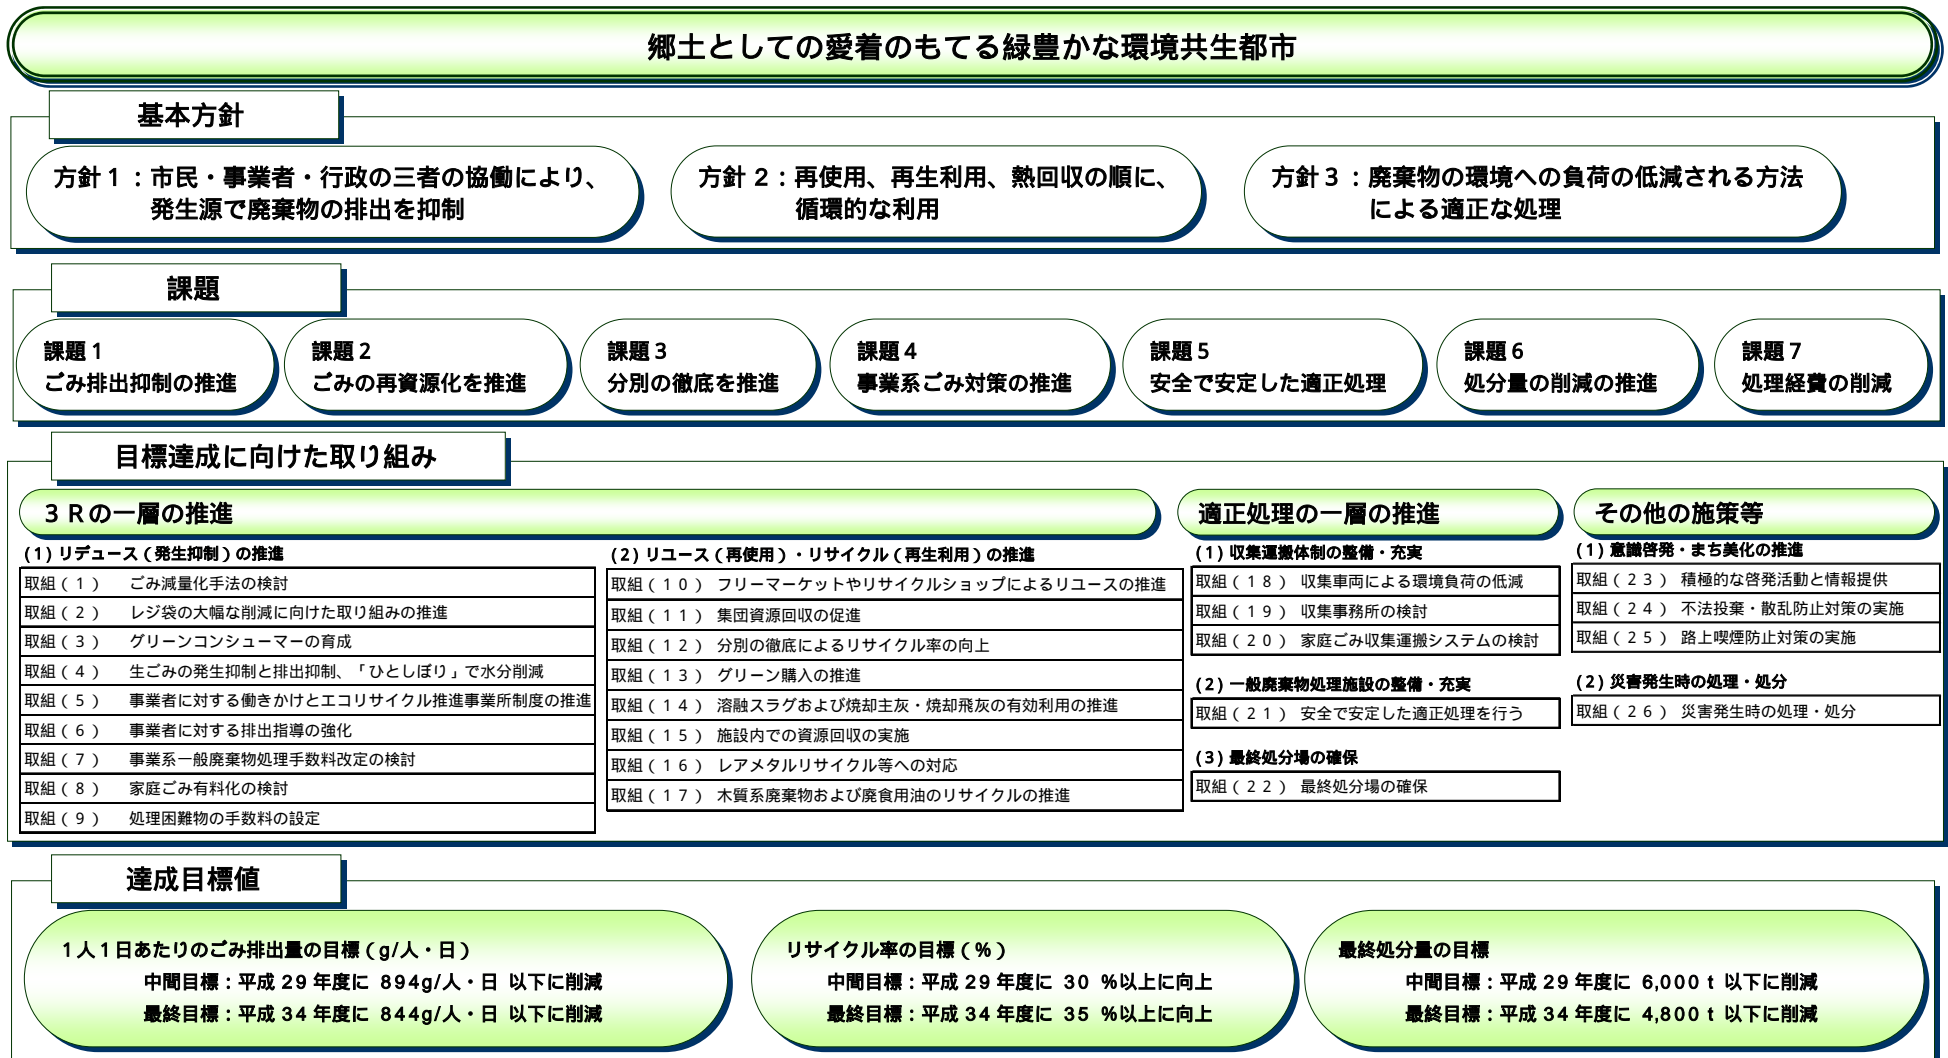 郷土としての愛着のもてる緑豊かな環境共生都市
基本方針
方針１：市民・事業者・行政の三者の協働により、
発生源で廃棄物の排出を抑制
方針２：再使用、再生利用、熱回収の順に、
循環的な利用
方針３：廃棄物の環境への負荷の低減される方法
による適正な処理
課題
課題１
ごみ排出抑制の推進
課題２
ごみの再資源化を推進
課題３
分別の徹底を推進
課題４
事業系ごみ対策の推進
課題５
安全で安定した適正処理
課題６
処分量の削減の推進
課題７
処理経費の削減
目標達成に向けた取り組み
３Ｒの一層の推進
(1) リデュース（発生抑制）の推進
取組（１） ごみ減量化手法の検討
取組（２） レジ袋の大幅な削減に向けた取り組みの推進
取組（３） グリーンコンシューマーの育成
取組（４） 生ごみの発生抑制と排出抑制、「ひとしぼり」で水分削減
取組（５） 事業者に対する働きかけとエコリサイクル推進事業所制度の推進
取組（６） 事業者に対する排出指導の強化
取組（７） 事業系一般廃棄物処理手数料改定の検討
取組（８） 家庭ごみ有料化の検討
取組（９） 処理困難物の手数料の設定
(2) リユース（再使用）・リサイクル（再生利用）の推進
取組（１０） フリーマーケットやリサイクルショップによるリユースの推進
取組（１１） 集団資源回収の促進
取組（１２） 分別の徹底によるリサイクル率の向上
取組（１３） グリーン購入の推進
取組（１４） 溶融スラグおよび焼却主灰・焼却飛灰の有効利用の推進
取組（１５） 施設内での資源回収の実施
取組（１６） レアメタルリサイクル等への対応
取組（１７） 木質系廃棄物および廃食用油のリサイクルの推進
適正処理の一層の推進
(1) 収集運搬体制の整備・充実
取組（１８） 収集車両による環境負荷の低減
取組（１９） 収集事務所の検討
取組（２０） 家庭ごみ収集運搬システムの検討
(2) 一般廃棄物処理施設の整備・充実
取組（２１） 安全で安定した適正処理を行う
(3) 最終処分場の確保
取組（２２） 最終処分場の確保
その他の施策等
(1) 意識啓発・まち美化の推進
取組（２３） 積極的な啓発活動と情報提供
取組（２４） 不法投棄・散乱防止対策の実施
取組（２５） 路上喫煙防止対策の実施
(2) 災害発生時の処理・処分
取組（２６） 災害発生時の処理・処分
達成目標値
１人１日あたりのごみ排出量の目標（g/人・日）
中間目標：平成 29 年度に 894g/人・日 以下に削減
最終目標：平成 34 年度に 844g/人・日 以下に削減
リサイクル率の目標（％）
中間目標：平成 29 年度に 30 ％以上に向上
最終目標：平成 34 年度に 35 ％以上に向上
最終処分量の目標
中間目標：平成 29 年度に 6,000ｔ 以下に削減
最終目標：平成 34 年度に 4,800ｔ 以下に削減